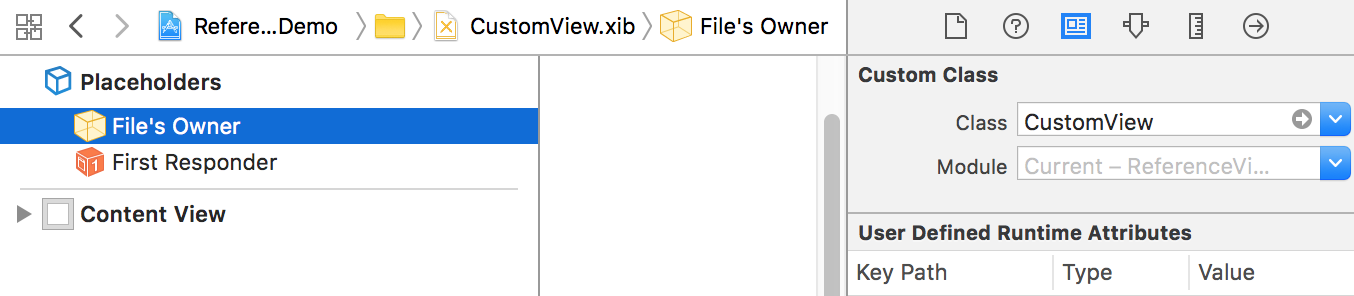 Refere...Demo CustomView.xib File's Owner
Placeholders
File's Owner
1 First Responder
Content View
Custom Class
Class CustomView
Module Current – ReferenceVi...
User Defined Runtime Attributes
Key Path Type Value